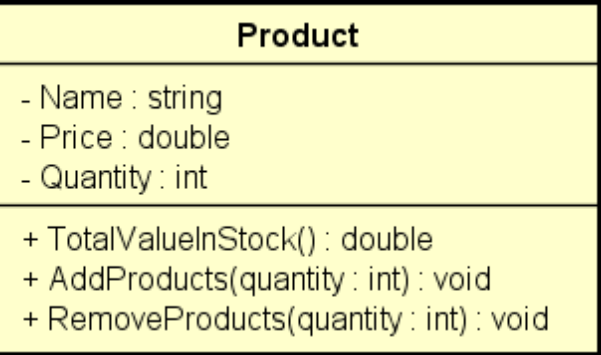 Product
- Name : string
- Price : double
- Quantity : int
+ TotalValueInStock() : double
+ AddProducts(quantity : int) : void
+ RemoveProducts(quantity : int) : void